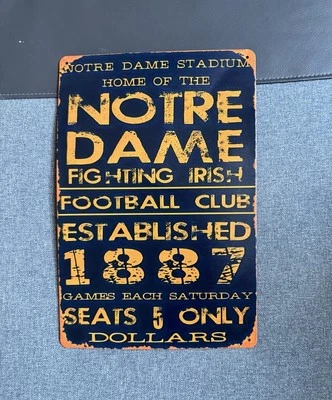 NOTRE DAME STADIUM
HOME OF THE
NOTRE
DAME
FIGHTING IRISH
FOOTBALL CLUB
ESTABLISHED
1887
GAMES EACH SATURDAY
SEATS 5 ONLY
DOLLARS